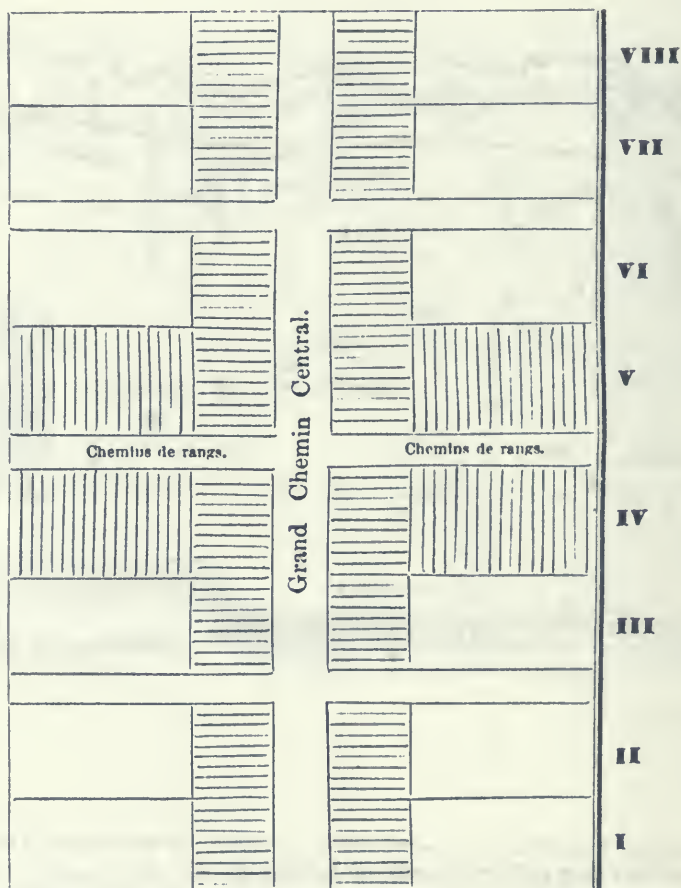 VIII
VII
VI
V
Chemins de rangs.
Chemins de rangs.
Grand Chemin Central.
IV
III
II
I